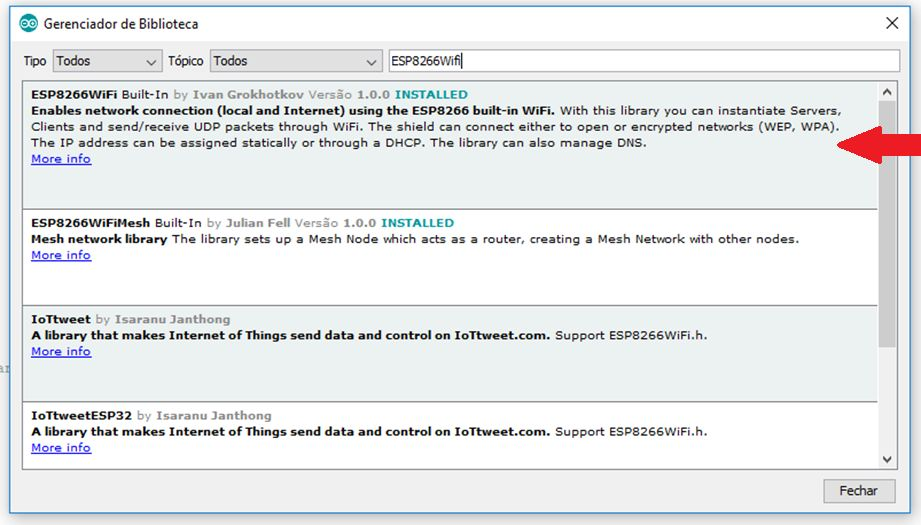 Gerenciador de Biblioteca
Tipo Todos Tópico Todos ESP8266Wifi
ESP8266WiFi Built-In by Ivan Grokhotkov Versão 1.0.0 INSTALLED
Enables network connection (local and Internet) using the ESP8266 built-in WiFi. With this library you can instantiate Servers,
Clients and send/receive UDP packets through WiFi. The shield can connect either to open or encrypted networks (WEP, WPA).
The IP address can be assigned statically or through a DHCP. The library can also manage DNS.
More info
ESP8266WiFiMesh Built-In by Julian Fell Versão 1.0.0 INSTALLED
Mesh network library The library sets up a Mesh Node which acts as a router, creating a Mesh Network with other nodes.
More info
IoTtweet by Isaranu Janthong
A library that makes Internet of Things send data and control on IoTtweet.com. Support ESP8266WiFi.h.
More info
IoTtweetESP32 by Isaranu Janthong
A library that makes Internet of Things send data and control on IoTtweet.com. Support ESP8266WiFi.h.
More info
Fechar